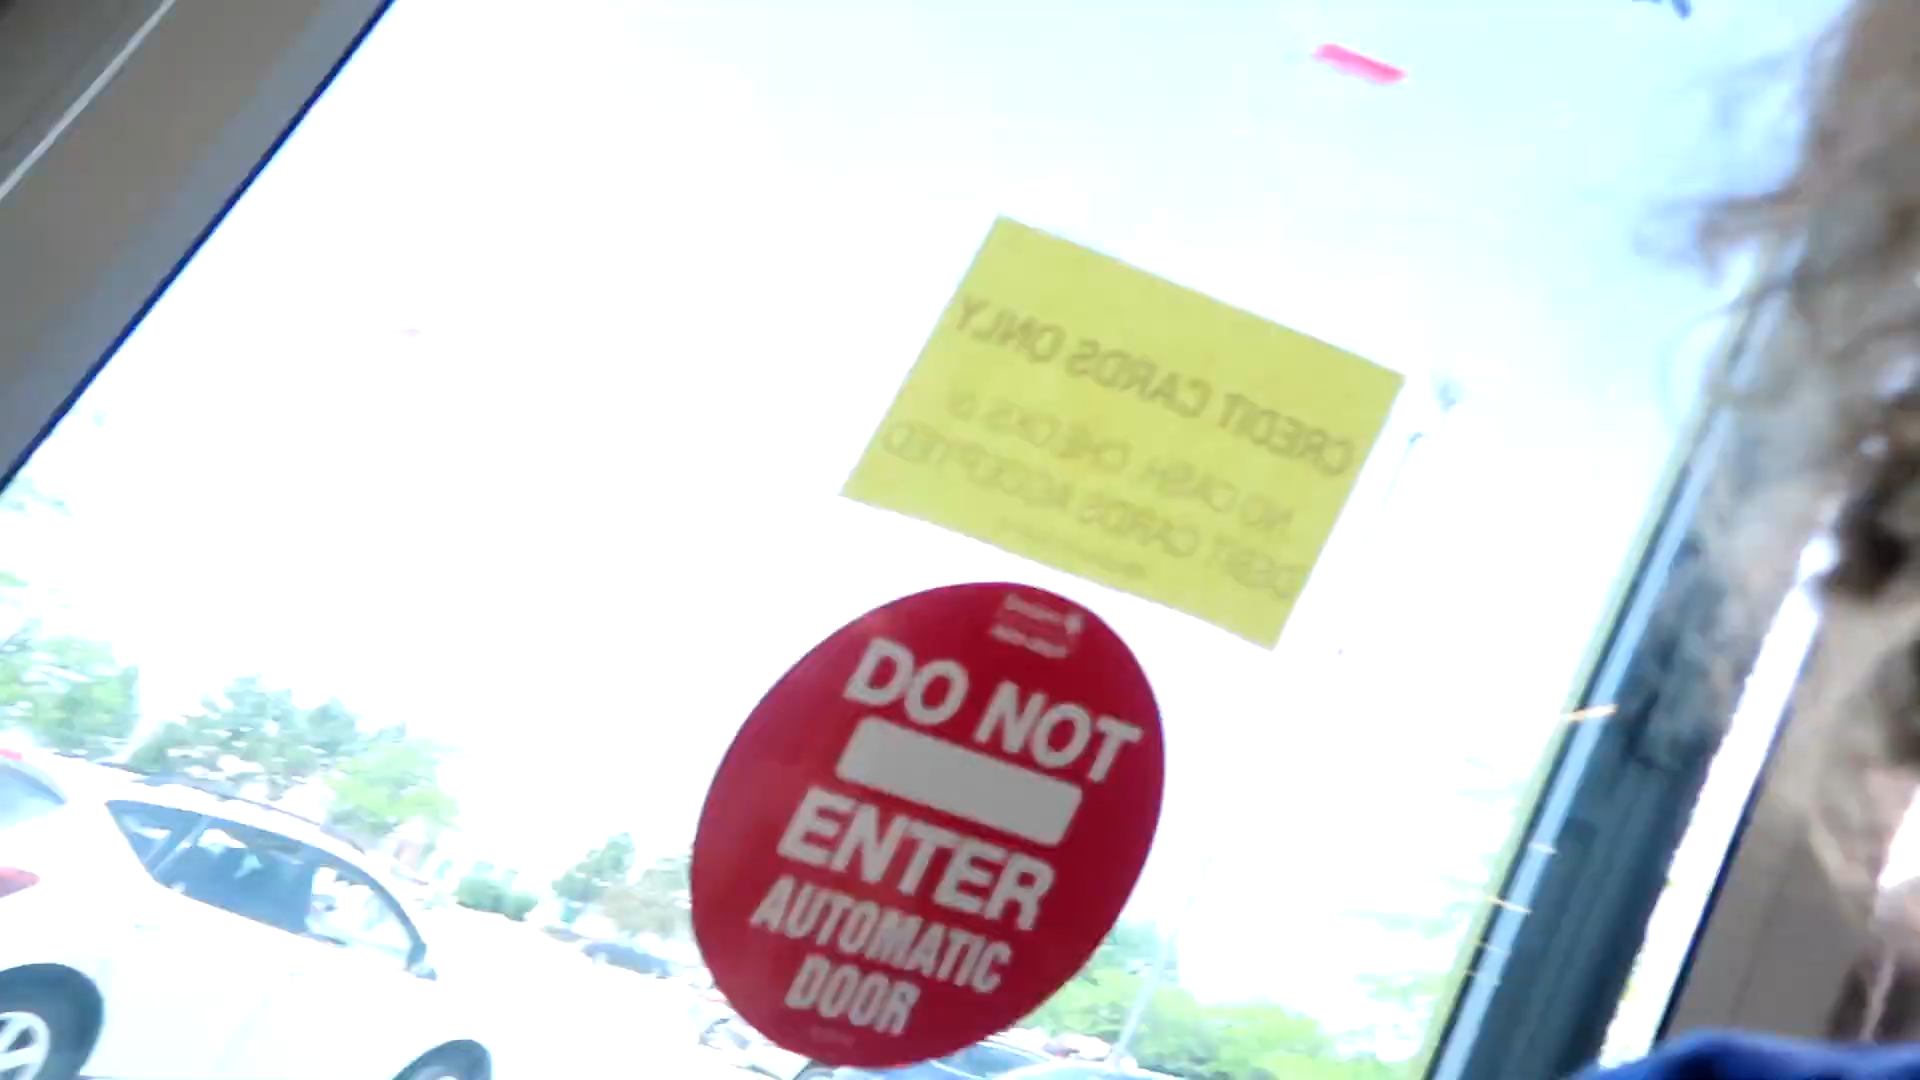 CREDIT CARDS ONLY
NO CASH, CHECKS or
DEBIT CARDS ACCEPTED
DO NOT
ENTER
AUTOMATIC
DOOR